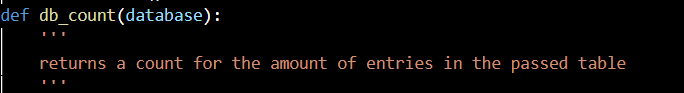 def db_count(database):
'''
returns a count for the amount of entries in the passed table
'''